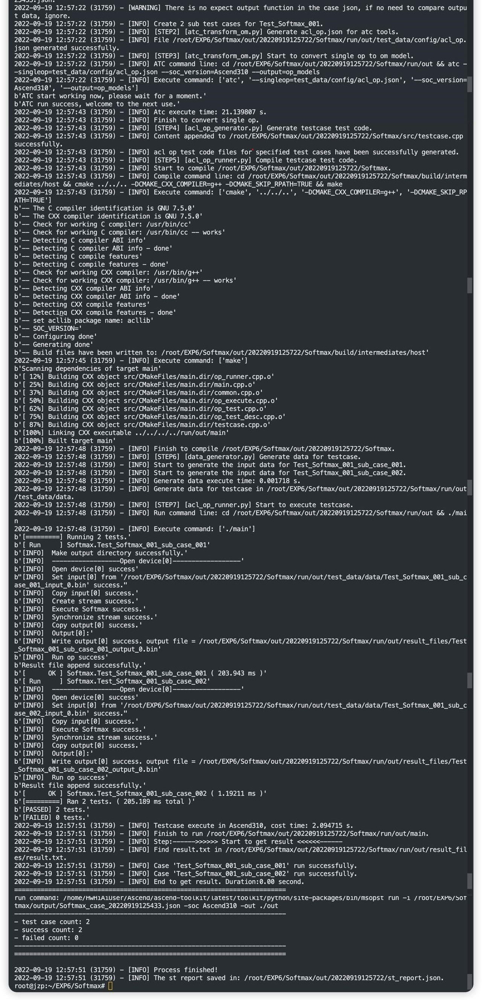 25433.json.
2022-09-19 12:57:22 (31759) - [WARNING] There is no expect output function in the case json, if no need to compare outpu
t data, ignore.
2022-09-19 12:57:22 (31759) - [INFO] Create 2 sub test cases for Test_Softmax_001.
2022-09-19 12:57:22 (31759) - [INFO] [STEP2] [atc_transform_om.py] Generate acl_op.json for atc tools.
2022-09-19 12:57:22 (31759) - [INFO] File /root/EXP6/Softmax/out/20220919125722/Softmax/run/out/test_data/config/acl_op.
json generated successfully.
2022-09-19 12:57:22 (31759) - [INFO] [STEP3] [atc_transform_om.py] Start to convert single op to om model.
2022-09-19 12:57:22 (31759) - [INFO] ATC command line: cd /root/EXP6/Softmax/out/20220919125722/Softmax/run/out && atc -
-singleop=test_data/config/acl_op.json --soc_version=Ascend310 --output=op_models
2022-09-19 12:57:22 (31759) - [INFO] Execute command: ['atc', '--singleop=test_data/config/acl_op.json', '--soc_version=
Ascend310', '--output=op_models']
b'ATC start working now, please wait for a moment.'
b'ATC run success, welcome to the next use.'
2022-09-19 12:57:43 (31759) - [INFO] Atc execute time: 21.139807 s.
2022-09-19 12:57:43 (31759) - [INFO] Finish to convert single op.
2022-09-19 12:57:43 (31759) - [INFO] [STEP4] [acl_op_generator.py] Generate testcase test code.
2022-09-19 12:57:43 (31759) - [INFO] Content appended to /root/EXP6/Softmax/out/20220919125722/Softmax/src/testcase.cpp
successfully.
2022-09-19 12:57:43 (31759) - [INFO] acl op test code files for specified test cases have been successfully generated.
2022-09-19 12:57:43 (31759) - [INFO] [STEP5] [acl_op_runner.py] Compile testcase test code.
2022-09-19 12:57:43 (31759) - [INFO] Start to compile /root/EXP6/Softmax/out/20220919125722/Softmax.
2022-09-19 12:57:43 (31759) - [INFO] Compile command line: cd /root/EXP6/Softmax/out/20220919125722/Softmax/build/interm
ediates/host && cmake ../../.. -DCMAKE_CXX_COMPILER=g++ -DCMAKE_SKIP_RPATH=TRUE && make
2022-09-19 12:57:43 (31759) - [INFO] Execute command: ['cmake', '../../..', '-DCMAKE_CXX_COMPILER=g++', '-DCMAKE_SKIP_RP
ATH=TRUE']
b'-- The C compiler identification is GNU 7.5.0'
b'-- The CXX compiler identification is GNU 7.5.0'
b'-- Check for working C compiler: /usr/bin/cc'
b'-- Check for working C compiler: /usr/bin/cc -- works'
b'-- Detecting C compiler ABI info'
b'-- Detecting C compiler ABI info - done'
b'-- Detecting C compile features'
b'-- Detecting C compile features - done'
b'-- Check for working CXX compiler: /usr/bin/g++'
b'-- Check for working CXX compiler: /usr/bin/g++ -- works'
b'-- Detecting CXX compiler ABI info'
b'-- Detecting CXX compiler ABI info - done'
b'-- Detecting CXX compile features'
b'-- Detecting CXX compile features - done'
b'-- set acllib package name: acllib'
b'-- SOC_VERSION='
b'-- Configuring done'
b'-- Generating done'
b'-- Build files have been written to: /root/EXP6/Softmax/out/20220919125722/Softmax/build/intermediates/host'
2022-09-19 12:57:45 (31759) - [INFO] Execute command: ['make']
b'Scanning dependencies of target main'
b'[ 12%] Building CXX object src/CMakeFiles/main.dir/op_runner.cpp.o'
b'[ 25%] Building CXX object src/CMakeFiles/main.dir/main.cpp.o'
b'[ 37%] Building CXX object src/CMakeFiles/main.dir/common.cpp.o'
b'[ 50%] Building CXX object src/CMakeFiles/main.dir/op_execute.cpp.o'
b'[ 62%] Building CXX object src/CMakeFiles/main.dir/op_test.cpp.o'
b'[ 75%] Building CXX object src/CMakeFiles/main.dir/op_test_desc.cpp.o'
b'[ 87%] Building CXX object src/CMakeFiles/main.dir/testcase.cpp.o'
b'[100%] Linking CXX executable ../../../../run/out/main'
b'[100%] Built target main'
2022-09-19 12:57:48 (31759) - [INFO] Finish to compile /root/EXP6/Softmax/out/20220919125722/Softmax.
2022-09-19 12:57:48 (31759) - [INFO] [STEP6] [data_generator.py] Generate data for testcase.
2022-09-19 12:57:48 (31759) - [INFO] Start to generate the input data for Test_Softmax_001_sub_case_001.
2022-09-19 12:57:48 (31759) - [INFO] Start to generate the input data for Test_Softmax_001_sub_case_002.
2022-09-19 12:57:48 (31759) - [INFO] Generate data execute time: 0.001718 s.
2022-09-19 12:57:48 (31759) - [INFO] Generate data for testcase in /root/EXP6/Softmax/out/20220919125722/Softmax/run/out
/test_data/data.
2022-09-19 12:57:48 (31759) - [INFO] [STEP7] [acl_op_runner.py] Start to execute testcase.
2022-09-19 12:57:48 (31759) - [INFO] Run command line: cd /root/EXP6/Softmax/out/20220919125722/Softmax/run/out && ./mai
n
2022-09-19 12:57:48 (31759) - [INFO] Execute command: ['./main']
b'[=========] Running 2 tests.'
b'[ Run     ] Softmax.Test_Softmax_001_sub_case_001'
b'[INFO]  Make output directory successfully.'
b'[INFO]  ------------------Open device[0]------------------'
b'[INFO]  Open device[0] success'
b"[INFO]  Set input[0] from '/root/EXP6/Softmax/out/20220919125722/Softmax/run/out/test_data/data/Test_Softmax_001_sub_c
ase_001_input_0.bin' success."
b'[INFO]  Copy input[0] success.'
b'[INFO]  Create stream success.'
b'[INFO]  Execute Softmax success.'
b'[INFO]  Synchronize stream success.'
b'[INFO]  Copy output[0] success.'
b'[INFO]  Output[0]:'
b'[INFO]  Write output[0] success. output file = /root/EXP6/Softmax/out/20220919125722/Softmax/run/out/result_files/Test
_Softmax_001_sub_case_001_output_0.bin'
b'[INFO]  Run op success'
b'Result file append successfully.'
b'[      OK ] Softmax.Test_Softmax_001_sub_case_001 ( 203.943 ms )'
b'[ Run     ] Softmax.Test_Softmax_001_sub_case_002'
b'[INFO]  ------------------Open device[0]------------------'
b'[INFO]  Open device[0] success'
b"[INFO]  Set input[0] from '/root/EXP6/Softmax/out/20220919125722/Softmax/run/out/test_data/data/Test_Softmax_001_sub_c
ase_002_input_0.bin' success."
b'[INFO]  Copy input[0] success.'
b'[INFO]  Execute Softmax success.'
b'[INFO]  Synchronize stream success.'
b'[INFO]  Copy output[0] success.'
b'[INFO]  Output[0]:'
b'[INFO]  Write output[0] success. output file = /root/EXP6/Softmax/out/20220919125722/Softmax/run/out/result_files/Test
_Softmax_001_sub_case_002_output_0.bin'
b'[INFO]  Run op success'
b'Result file append successfully.'
b'[      OK ] Softmax.Test_Softmax_001_sub_case_002 ( 1.19211 ms )'
b'[=========] Ran 2 tests. ( 205.189 ms total )'
b'[PASSED] 2 tests.'
b'[FAILED] 0 tests.'
2022-09-19 12:57:51 (31759) - [INFO] Testcase execute in Ascend310, cost time: 2.094715 s.
2022-09-19 12:57:51 (31759) - [INFO] Finish to run /root/EXP6/Softmax/out/20220919125722/Softmax/run/out/main.
2022-09-19 12:57:51 (31759) - [INFO] Step:------>>>>>> Start to get result <<<<<<------
2022-09-19 12:57:51 (31759) - [INFO] Find result.txt in /root/EXP6/Softmax/out/20220919125722/Softmax/run/out/result_fil
es/result.txt.
2022-09-19 12:57:51 (31759) - [INFO] Case 'Test_Softmax_001_sub_case_001' run successfully.
2022-09-19 12:57:51 (31759) - [INFO] Case 'Test_Softmax_001_sub_case_002' run successfully.
2022-09-19 12:57:51 (31759) - [INFO] End to get result. Duration:0.00 second.
========================================================================
run command: /home/HwHiAiUser/Ascend/ascend-toolkit/latest/toolkit/python/site-packages/bin/msopst run -i /root/EXP6/Sof
tmax/output/Softmax_case_20220919125433.json -soc Ascend310 -out ./out
------------------------------------------------------------------------
- test case count: 2
- success count: 2
- failed count: 0
------------------------------------------------------------------------
========================================================================
2022-09-19 12:57:51 (31759) - [INFO] Process finished!
2022-09-19 12:57:51 (31759) - [INFO] The st report saved in: /root/EXP6/Softmax/out/20220919125722/st_report.json.
root@jzp:~/EXP6/Softmax#